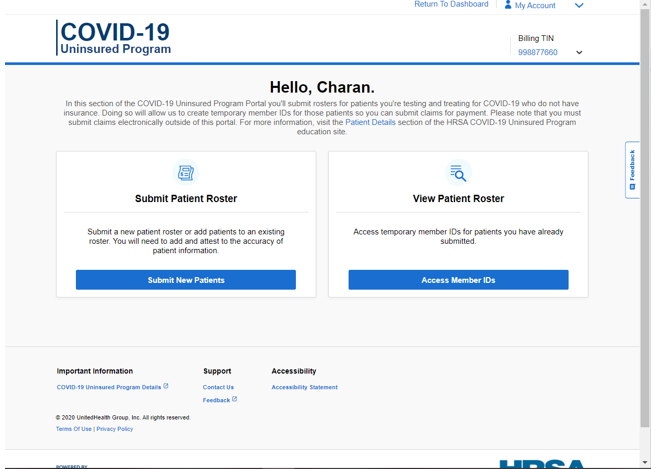 Return To Dashboard
My Account
COVID-19
Uninsured Program
Billing TIN
998877660
Hello, Charan.
In this section of the COVID-19 Uninsured Program Portal you'll submit rosters for patients you're testing and treating for COVID-19 who do not have
insurance. Doing so will allow us to create temporary member IDs for those patients so you can submit claims for payment. Please note that you must
submit claims electronically outside of this portal. For more information, visit the Patient Details section of the HRSA COVID-19 Uninsured Program
education site.
Feedback
Submit Patient Roster
Submit a new patient roster or add patients to an existing
roster. You will need to add and attest to the accuracy of
patient information.
Submit New Patients
View Patient Roster
Access temporary member IDs for patients you have already
submitted.
Access Member IDs
Important Information
COVID-19 Uninsured Program Details
Support
Contact Us
Feedback
Accessibility
Accessibility Statement
© 2020 UnitedHealth Group, Inc. All rights reserved.
Terms Of Use | Privacy Policy
POWERED BY
HRSA